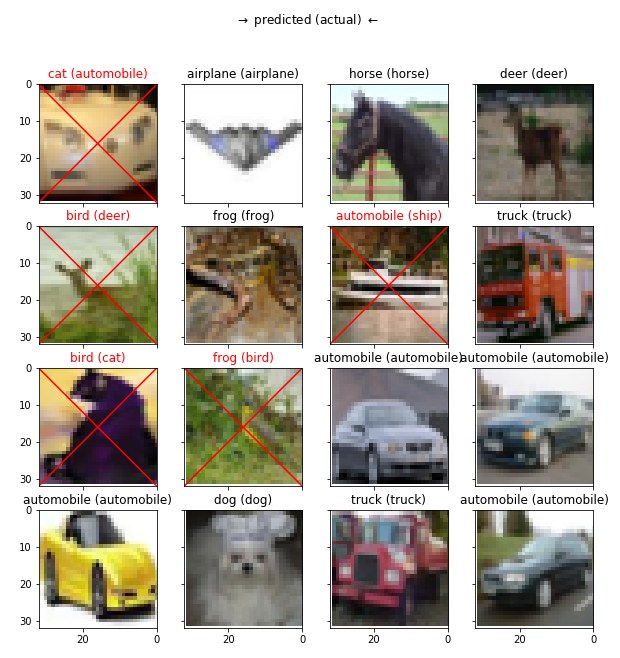 → predicted (actual) ←
cat (automobile) airplane (airplane) horse (horse) deer (deer)
0
10
20
30
bird (deer) frog (frog) automobile (ship) truck (truck)
0
10
20
30
bird (cat) frog (bird) automobile (automobile) automobile (automobile)
0
10
20
30
automobile (automobile) dog (dog) truck (truck) automobile (automobile)
0
10
20
30
20 0 20 0 20 0 20 0